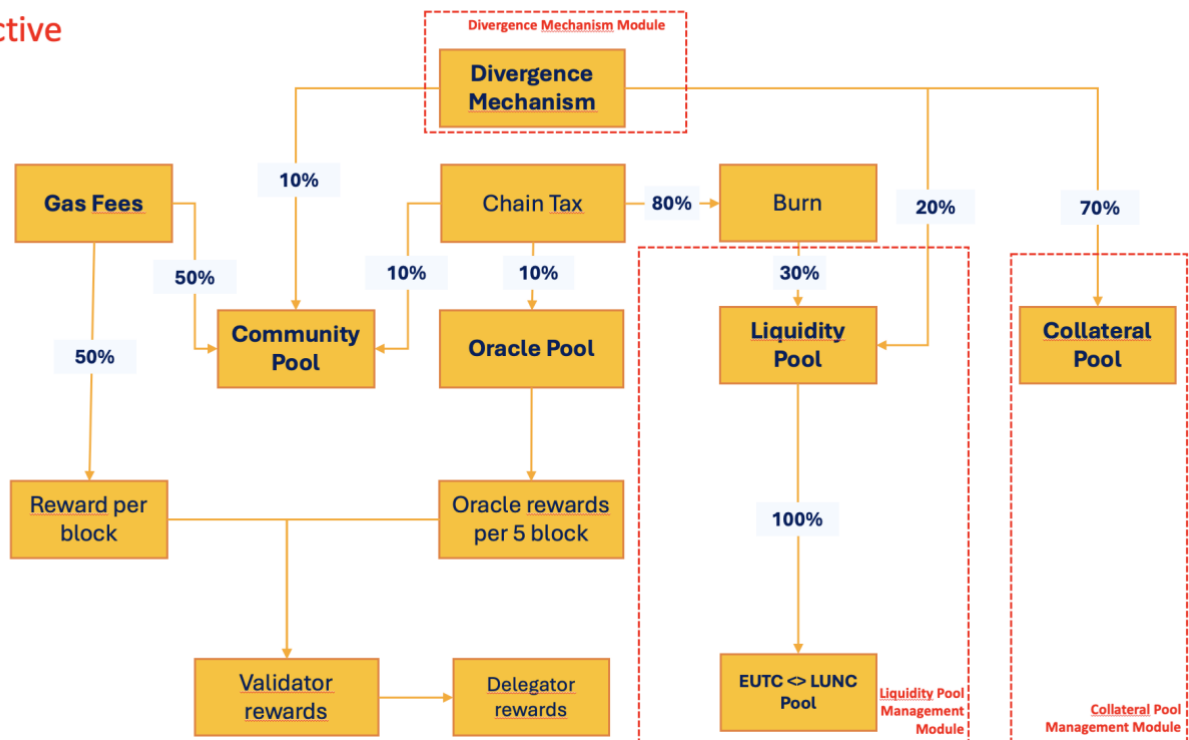 ctive
Divergence Mechanism Module
Divergence
Mechanism
10%
20%
70%
Gas Fees
Chain Tax
80%
Burn
50%
10%
10%
30%
50%
Community
Pool
Oracle Pool
Liquidity
Pool
Collateral
Pool
Reward per
block
Oracle rewards
per 5 block
100%
Validator
rewards
Delegator
rewards
EUTC <> LUNC
Pool
Liquidity Pool
Management
Module
Collateral Pool
Management Module